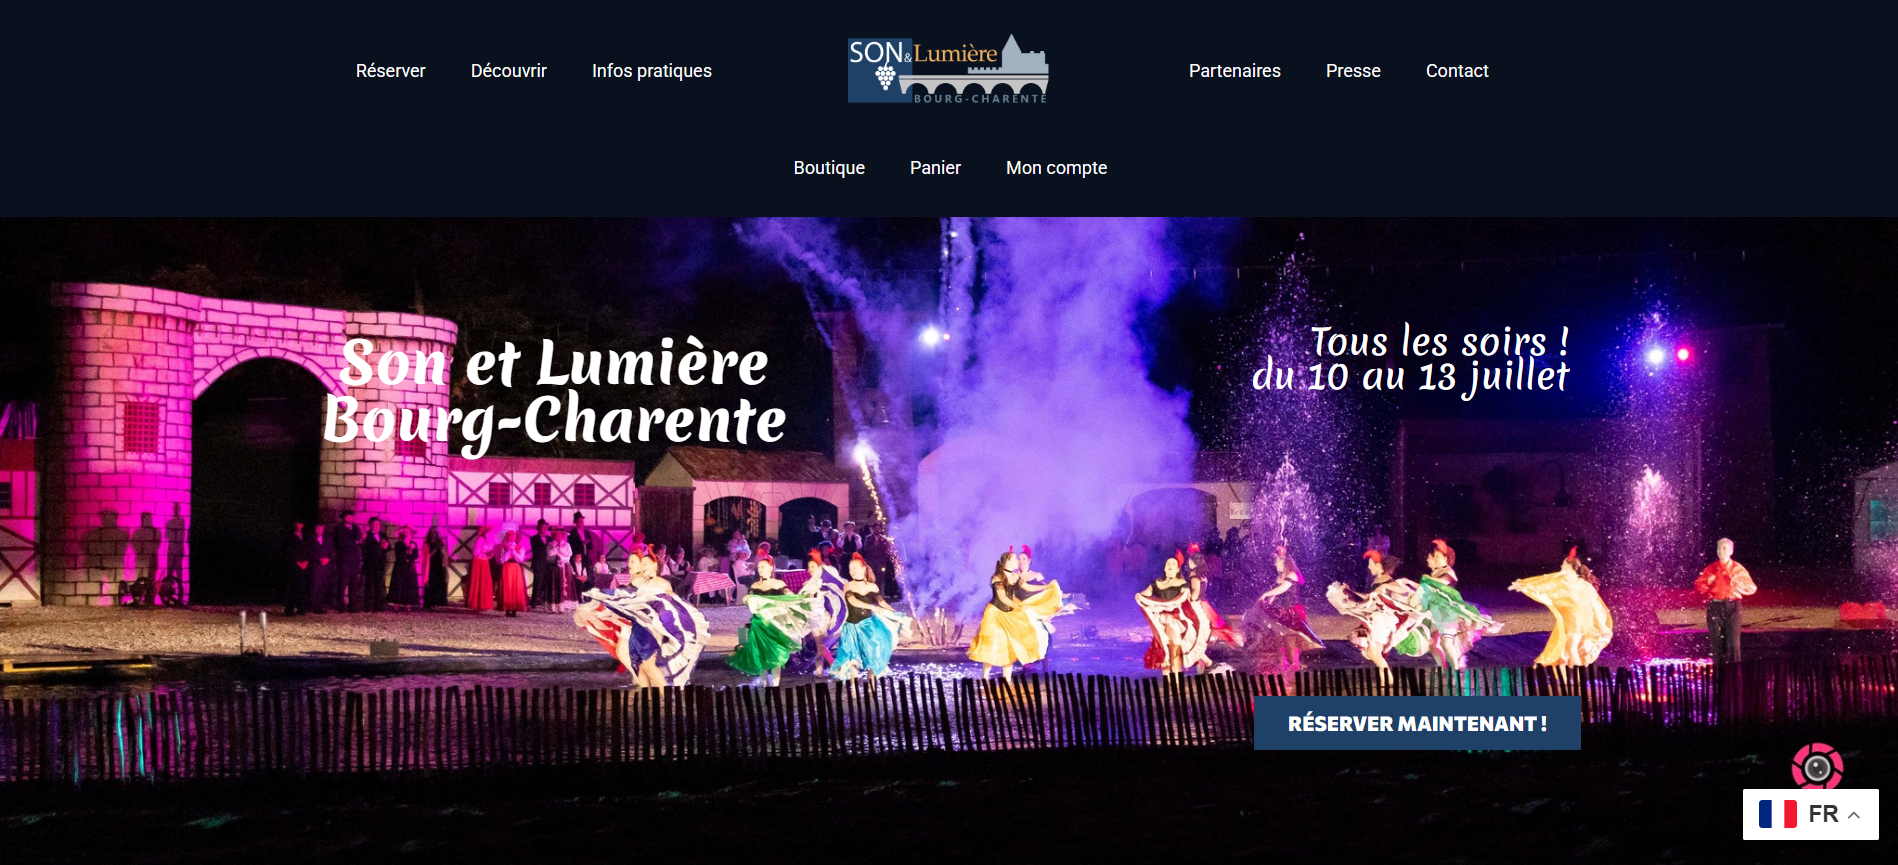 Réserver
Découvrir
Infos pratiques
SON & Lumière
BOURG-CHARENTE
Partenaires
Presse
Contact
Boutique
Panier
Mon compte
Son et Lumière
Bourg-Charente
Tous les soirs !
du 10 au 13 juillet
RÉSERVER MAINTENANT !
FR